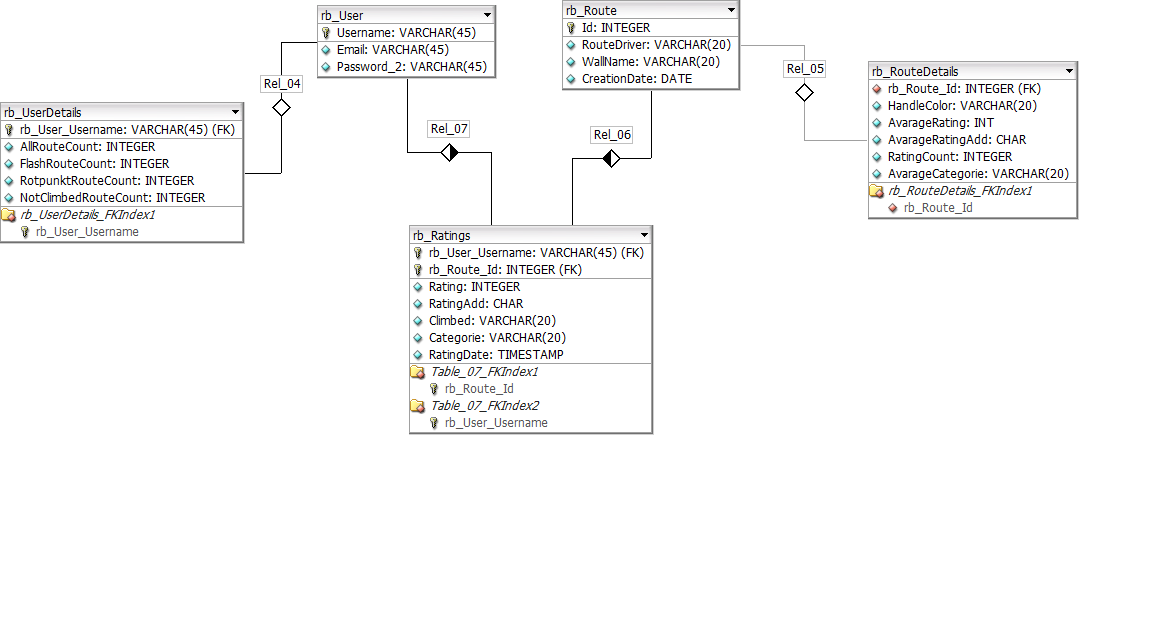 rb_User
Username: VARCHAR(45)
Email: VARCHAR(45)
Password_2: VARCHAR(45)
rb_Route
Id: INTEGER
RouteDriver: VARCHAR(20)
WallName: VARCHAR(20)
CreationDate: DATE
Rel_04
Rel_05
rb_RouteDetails
rb_Route_Id: INTEGER (FK)
HandleColor: VARCHAR(20)
AvarageRating: INT
AvarageRatingAdd: CHAR
RatingCount: INTEGER
AvarageCategorie: VARCHAR(20)
rb_RouteDetails_FKIndex1
rb_Route_Id
rb_UserDetails
rb_User_Username: VARCHAR(45) (FK)
AllRouteCount: INTEGER
FlashRouteCount: INTEGER
RotpunktRouteCount: INTEGER
NotClimbedRouteCount: INTEGER
rb_UserDetails_FKIndex1
rb_User_Username
Rel_07
Rel_06
rb_Ratings
rb_User_Username: VARCHAR(45) (FK)
rb_Route_Id: INTEGER (FK)
Rating: INTEGER
RatingAdd: CHAR
Climbed: VARCHAR(20)
Categorie: VARCHAR(20)
RatingDate: TIMESTAMP
Table_07_FKIndex1
rb_Route_Id
Table_07_FKIndex2
rb_User_Username